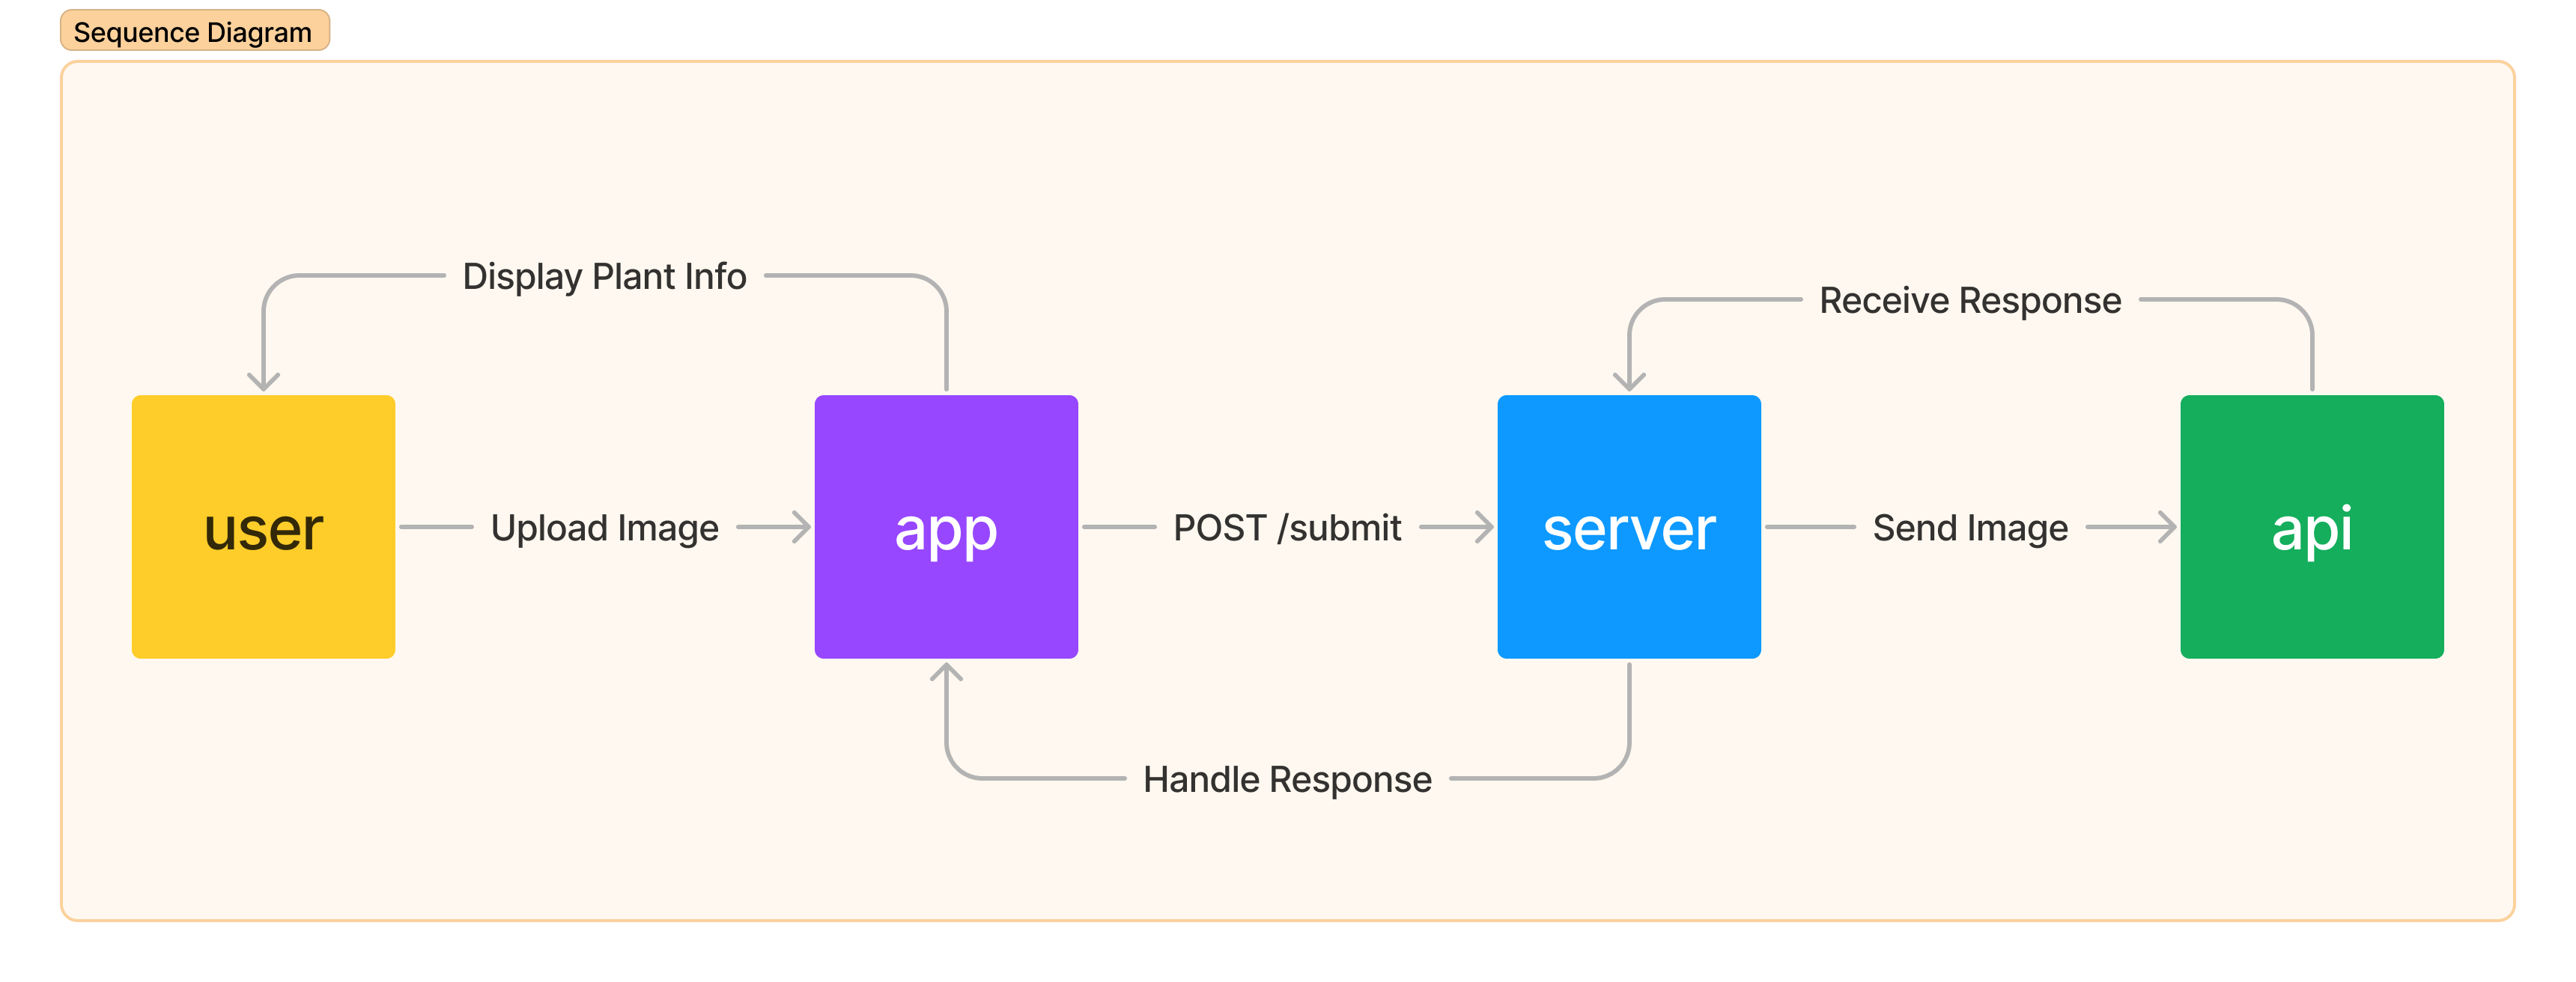 Sequence Diagram
Display Plant Info
Receive Response
user
Upload Image
app
POST /submit
server
Send Image
api
Handle Response